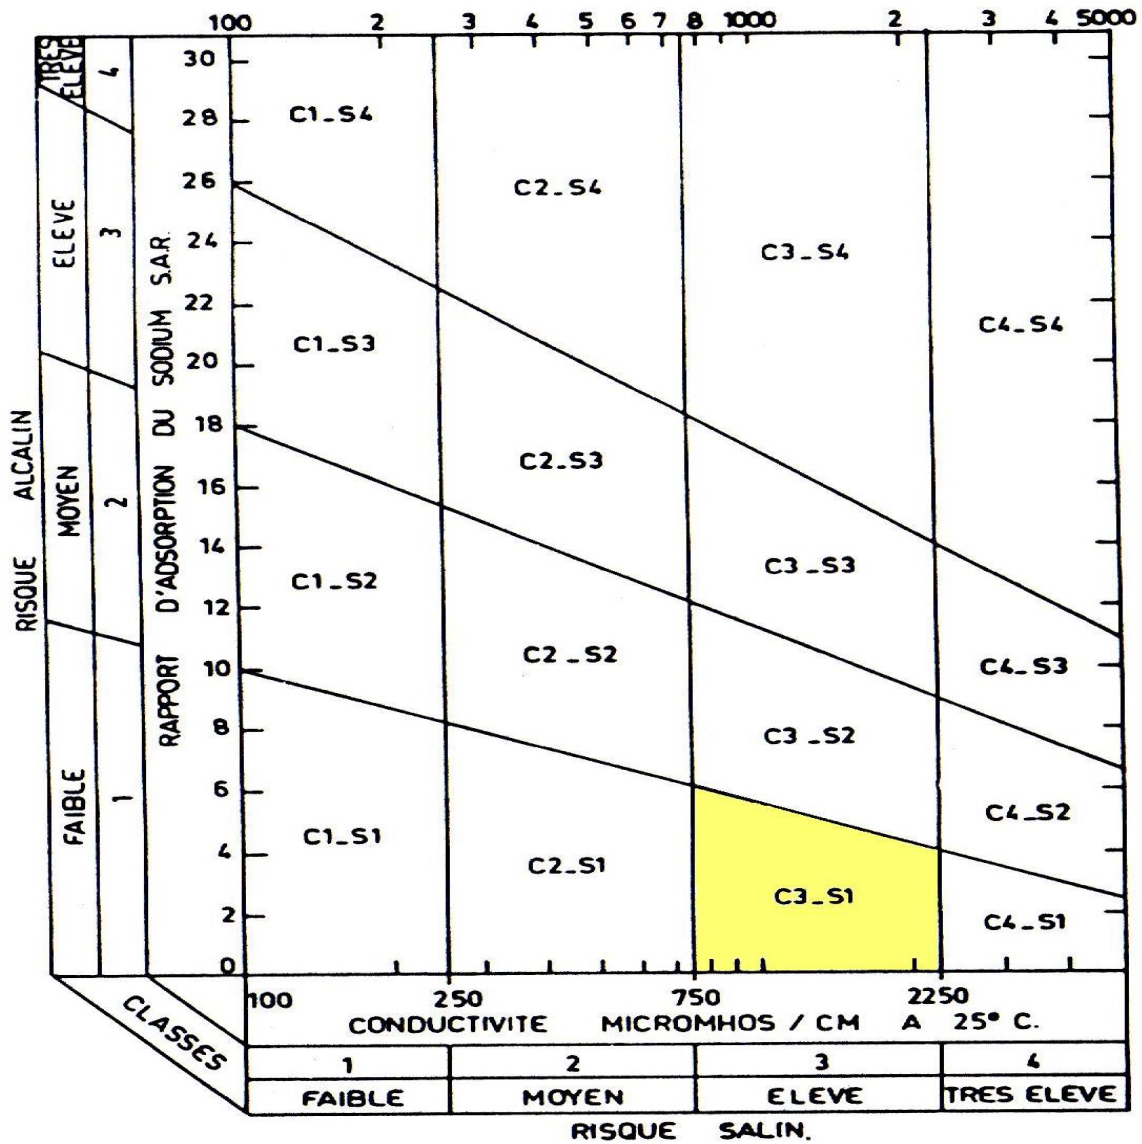 100 2 3 4 5 6 7 8 1000 2 3 4 5000
TRES ELEVE
4
ELEVE
3
MOYEN
2
FAIBLE
1
RISQUE ALCALIN
RAPPORT D'ADSORPTION DU SODIUM S.A.R.
30
28
26
24
22
20
18
16
14
12
10
8
6
4
2
0
C1_S4
C2_S4
C3_S4
C4_S4
C1_S3
C2_S3
C3_S3
C4_S3
C1_S2
C2_S2
C3_S2
C4_S2
C1_S1
C2_S1
C3_S1
C4_S1
100 250 750 2250
CONDUCTIVITE MICROMHOS / CM A 25° C.
CLASSES
1 2 3 4
FAIBLE MOYEN ELEVE TRES ELEVE
RISQUE SALIN.